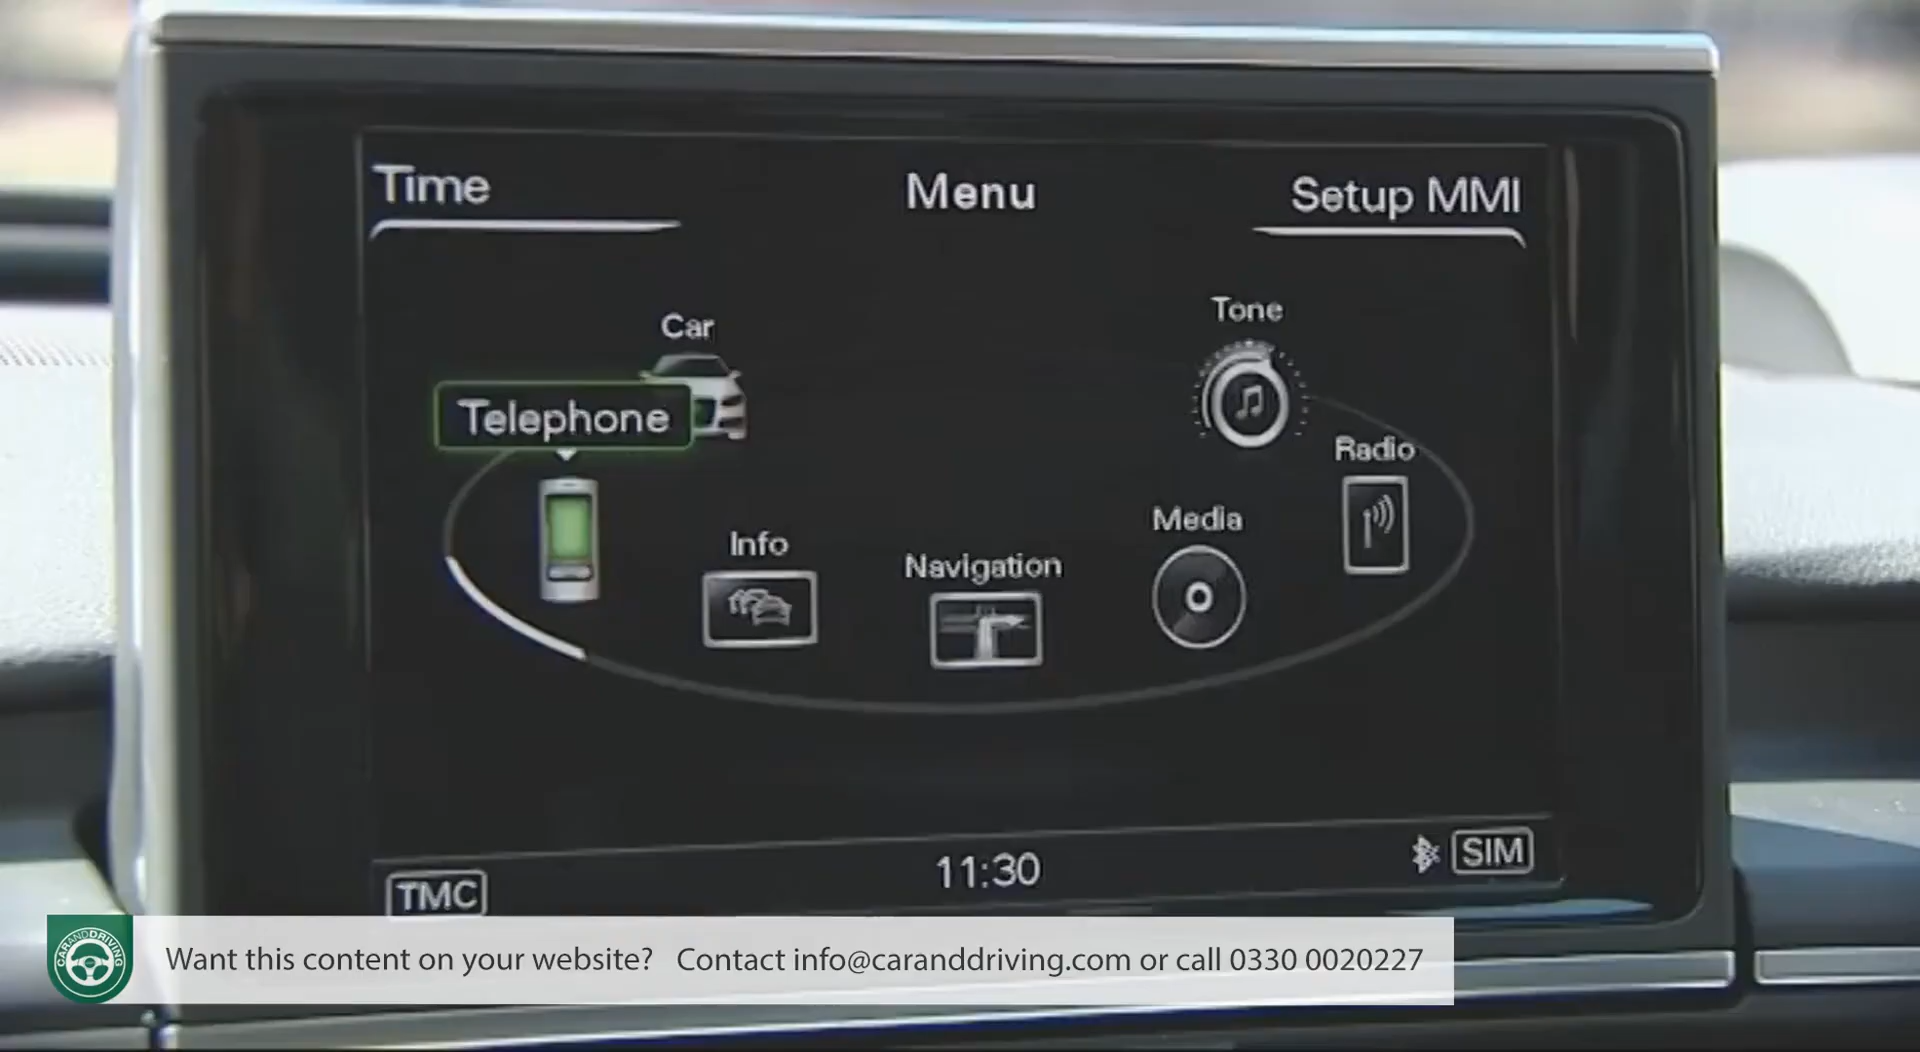 Time
Menu
Setup MMI
Tone
Car
Telephone
Radio
Media
Info
Navigation
11:30
SIM
TMC
CARANDDRIVING
Want this content on your website? Contact info@caranddriving.com or call 0330 0020227